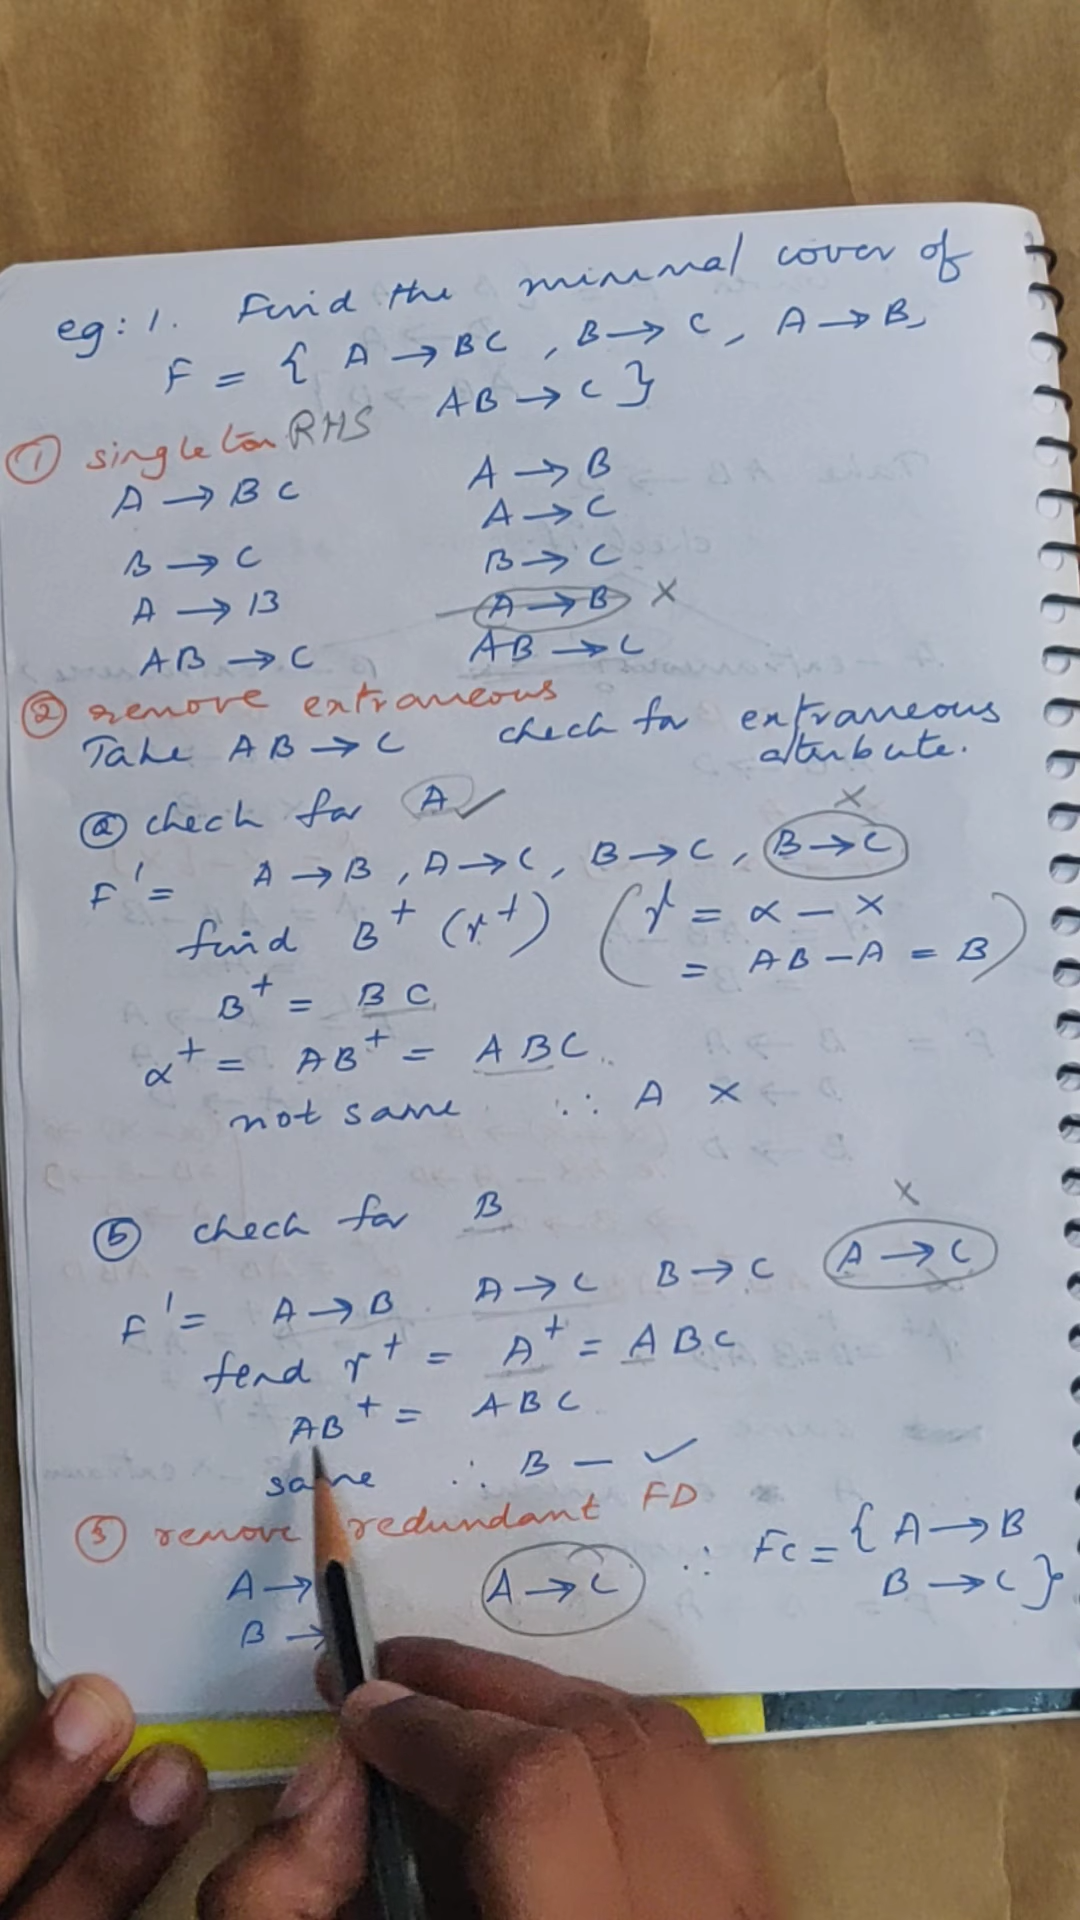 eg: 1. Find the minimal cover of
F = { A → BC , B → C, A → B,
AB → C }
① singleton RHS
A → BC A → B
A → C
B → C B → C
A → B A → B X
AB → C AB → C
② remove extraneous
Take AB → C check for extraneous
attribute.
ⓐ check for A ✓
X
F' = A → B , A → C , B → C , B → C
find B⁺ (r⁺) ( r = α – x
= AB – A = B )
B⁺ = BC
α⁺ = AB⁺ = ABC
not same ∴ A X
ⓑ check for B
X
F' = A → B A → C B → C A → C
fend r⁺ = A⁺ = ABC
AB⁺ = ABC
same ∴ B – ✓
③ remove redundant FD
A → A → C ∴ Fc = { A → B
B → B → C }